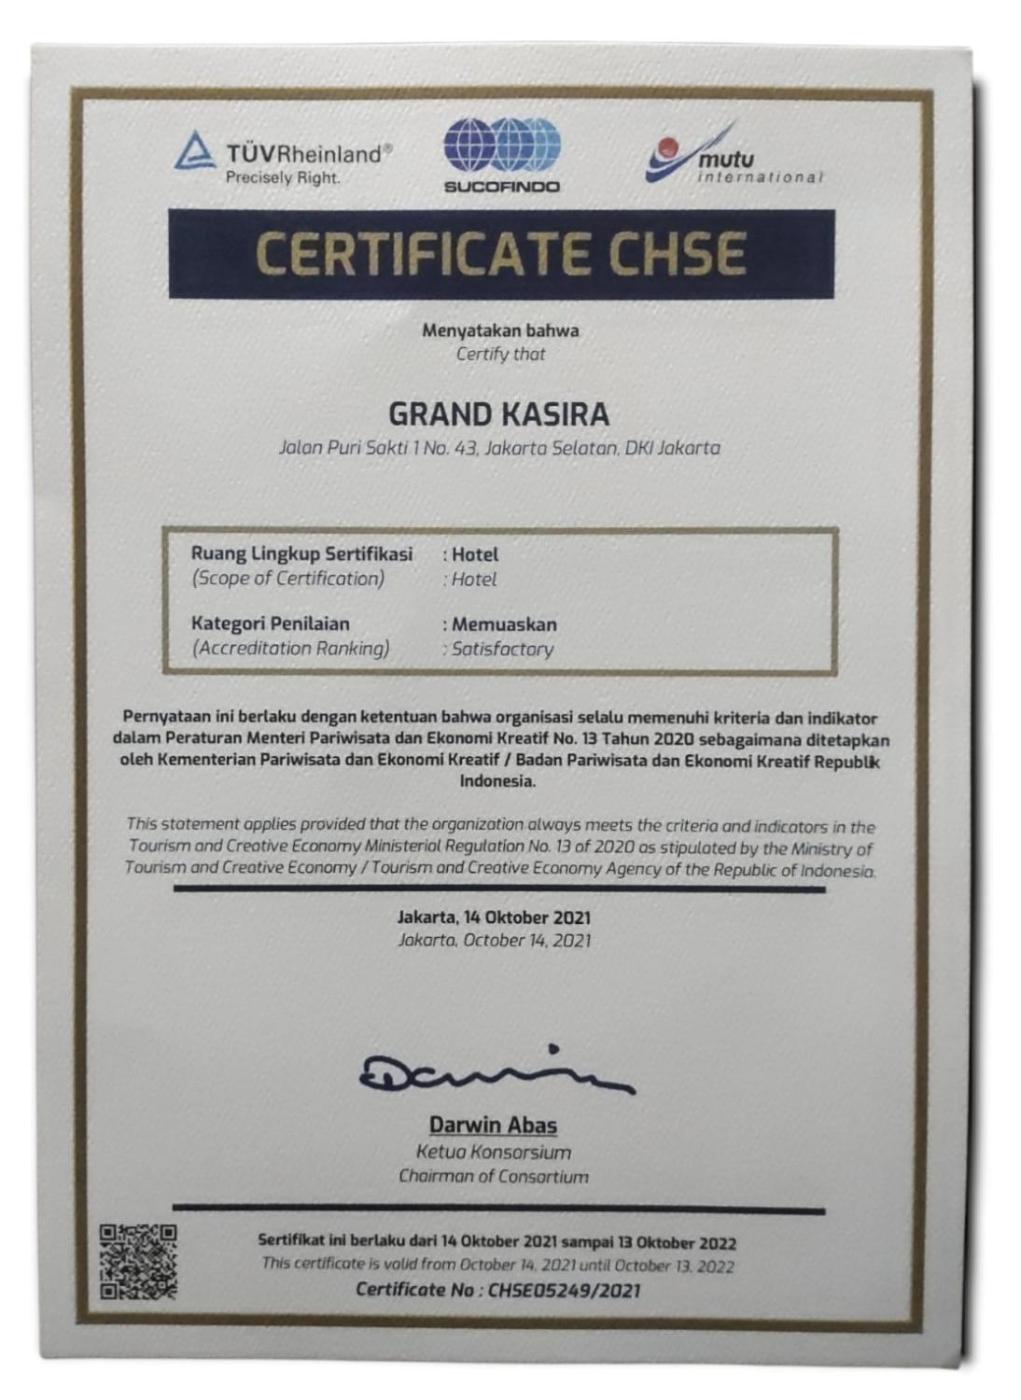 TÜVRheinland®
Precisely Right.
SUCOFINDO
mutu
international
CERTIFICATE CHSE
Menyatakan bahwa
Certify that
GRAND KASIRA
Jalan Puri Sakti 1 No. 43, Jakarta Selatan, DKI Jakarta
Ruang Lingkup Sertifikasi : Hotel
(Scope of Certification) : Hotel
Kategori Penilaian : Memuaskan
(Accreditation Ranking) : Satisfactory
Pernyataan ini berlaku dengan ketentuan bahwa organisasi selalu memenuhi kriteria dan indikator
dalam Peraturan Menteri Pariwisata dan Ekonomi Kreatif No. 13 Tahun 2020 sebagaimana ditetapkan
oleh Kementerian Pariwisata dan Ekonomi Kreatif / Badan Pariwisata dan Ekonomi Kreatif Republik
Indonesia.
This statement applies provided that the organization always meets the criteria and indicators in the
Tourism and Creative Economy Ministerial Regulation No. 13 of 2020 as stipulated by the Ministry of
Tourism and Creative Economy / Tourism and Creative Economy Agency of the Republic of Indonesia.
Jakarta, 14 Oktober 2021
Jakarta, October 14, 2021
Darwin
Darwin Abas
Ketua Konsorsium
Chairman of Consortium
Sertifikat ini berlaku dari 14 Oktober 2021 sampai 13 Oktober 2022
This certificate is valid from October 14, 2021 until October 13, 2022
Certificate No : CHSE05249/2021